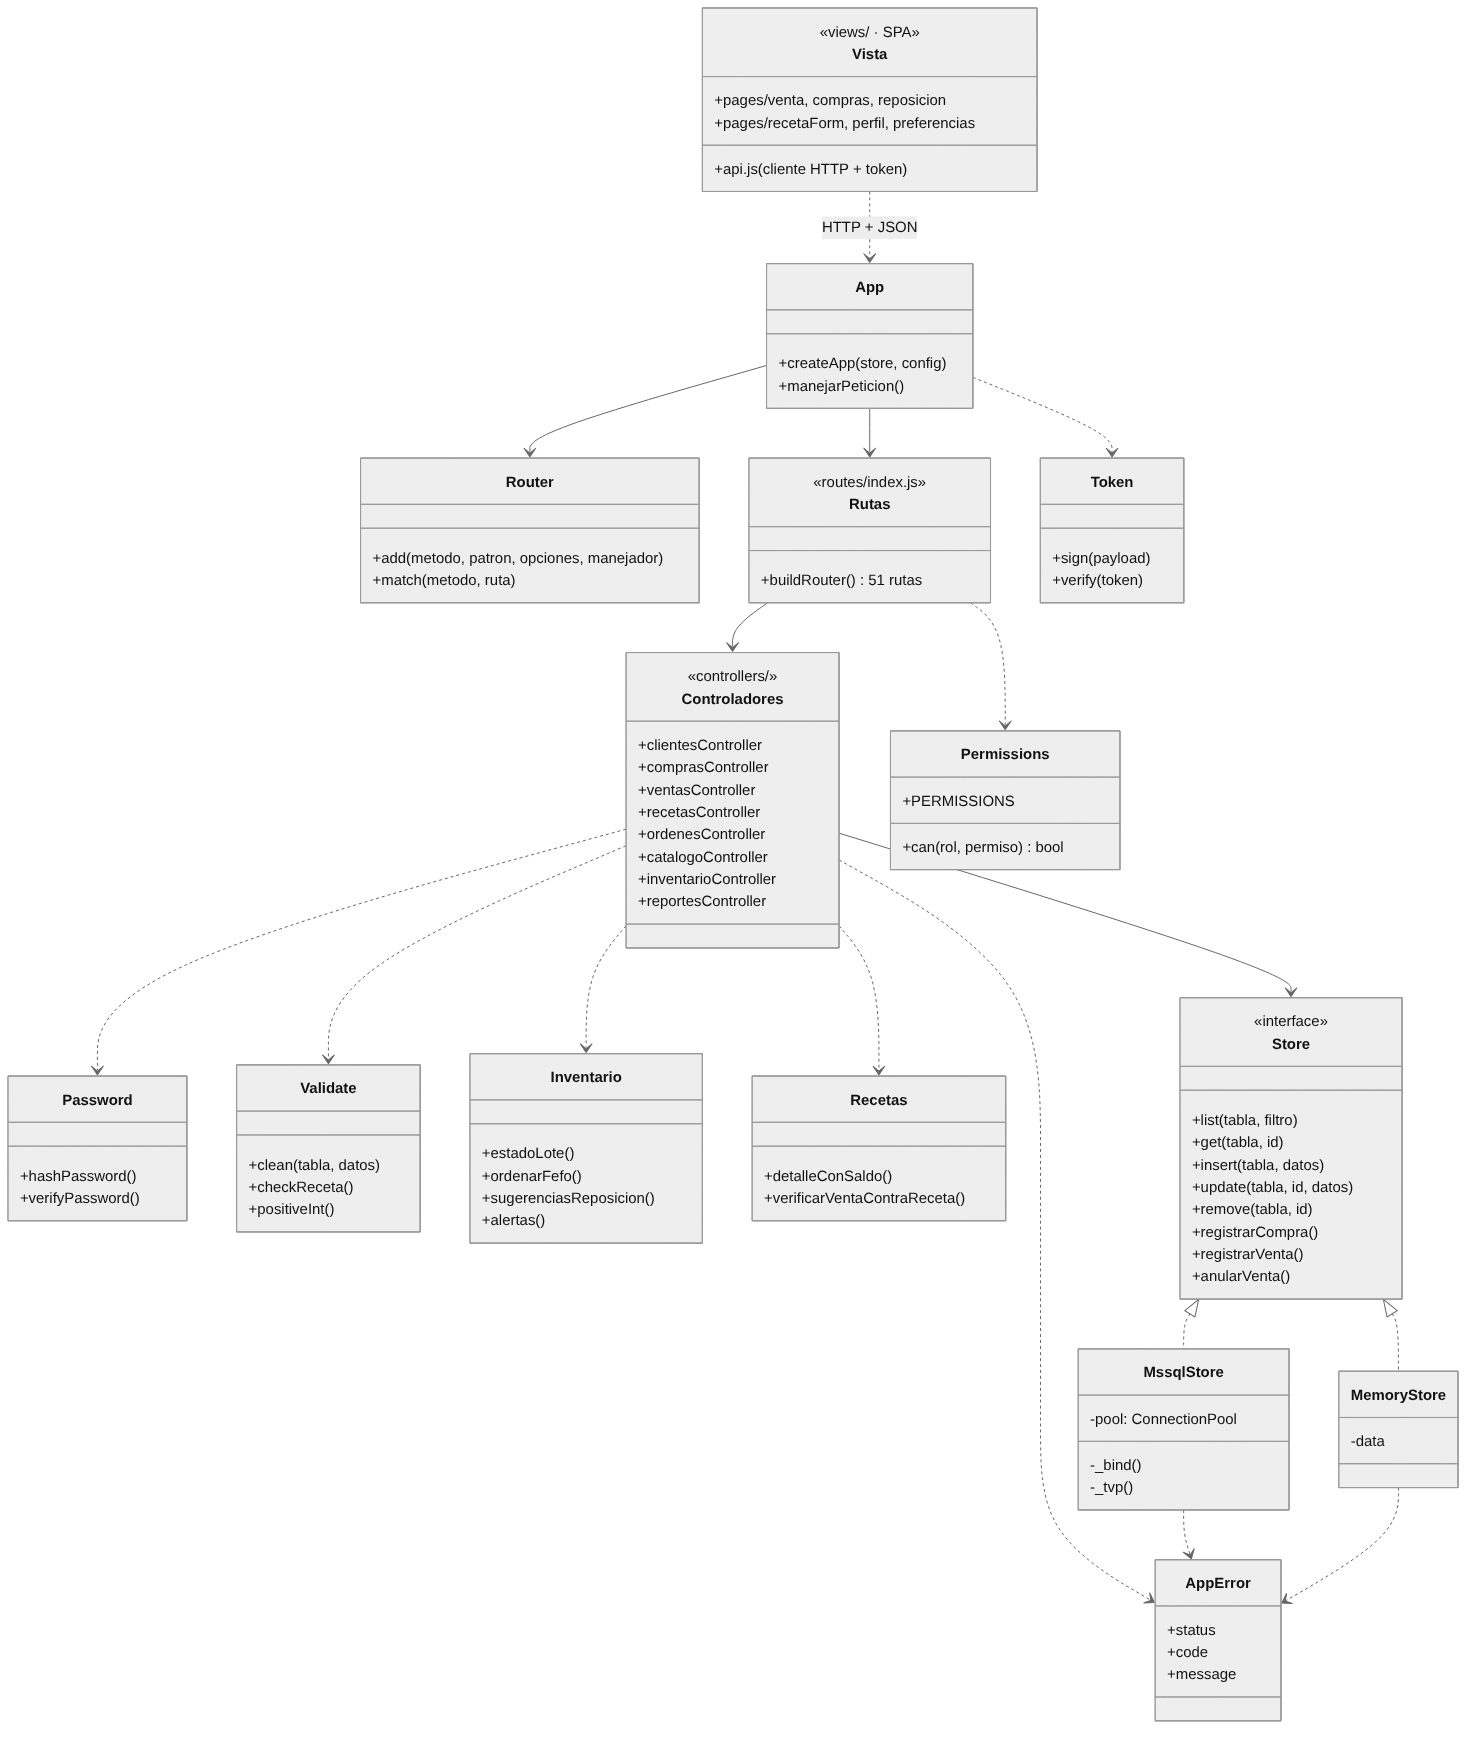 «views/ · SPA»
Vista
+pages/venta, compras, reposicion
+pages/recetaForm, perfil, preferencias
+api.js(cliente HTTP + token)
HTTP + JSON
App
+createApp(store, config)
+manejarPeticion()
Router
+add(metodo, patron, opciones, manejador)
+match(metodo, ruta)
«routes/index.js»
Rutas
+buildRouter() : 51 rutas
Token
+sign(payload)
+verify(token)
«controllers/»
Controladores
+clientesController
+comprasController
+ventasController
+recetasController
+ordenesController
+catalogoController
+inventarioController
+reportesController
Permissions
+PERMISSIONS
+can(rol, permiso) : bool
Password
+hashPassword()
+verifyPassword()
Validate
+clean(tabla, datos)
+checkReceta()
+positiveInt()
Inventario
+estadoLote()
+ordenarFefo()
+sugerenciasReposicion()
+alertas()
Recetas
+detalleConSaldo()
+verificarVentaContraReceta()
«interface»
Store
+list(tabla, filtro)
+get(tabla, id)
+insert(tabla, datos)
+update(tabla, id, datos)
+remove(tabla, id)
+registrarCompra()
+registrarVenta()
+anularVenta()
MssqlStore
-pool: ConnectionPool
-_bind()
-_tvp()
MemoryStore
-data
AppError
+status
+code
+message